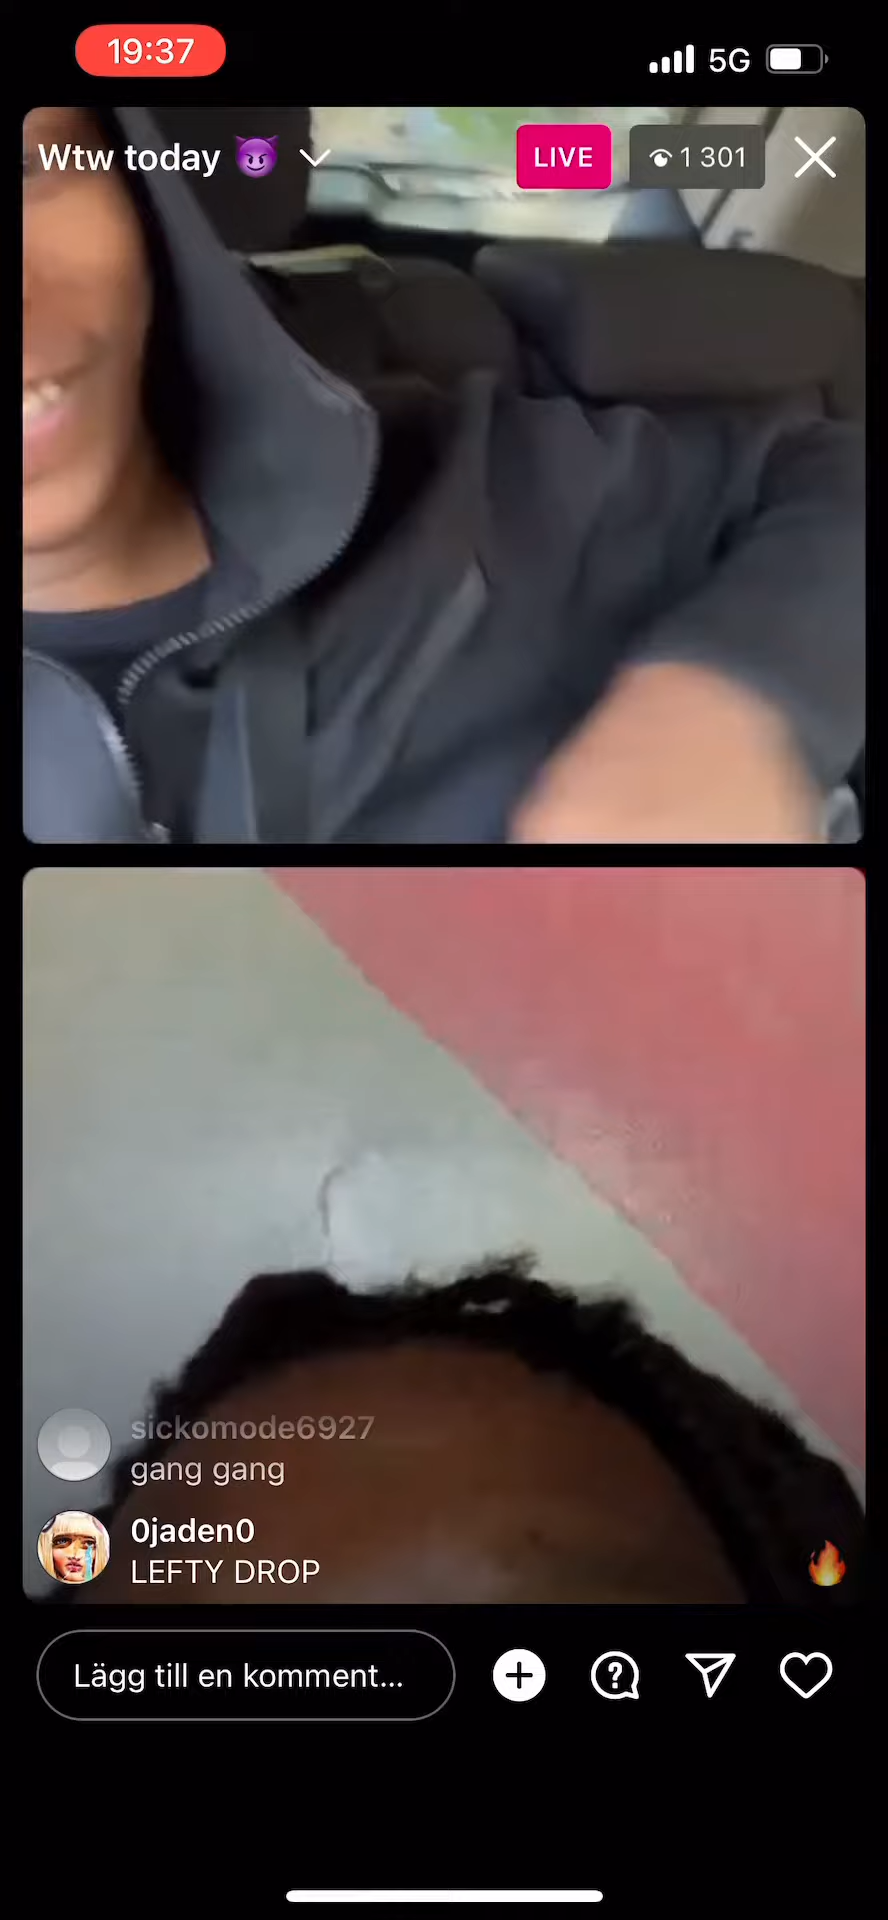 19:37
5G
Wtw today 😈
LIVE
1 301
sickomode6927
gang gang
0jaden0
LEFTY DROP
Lägg till en komment...